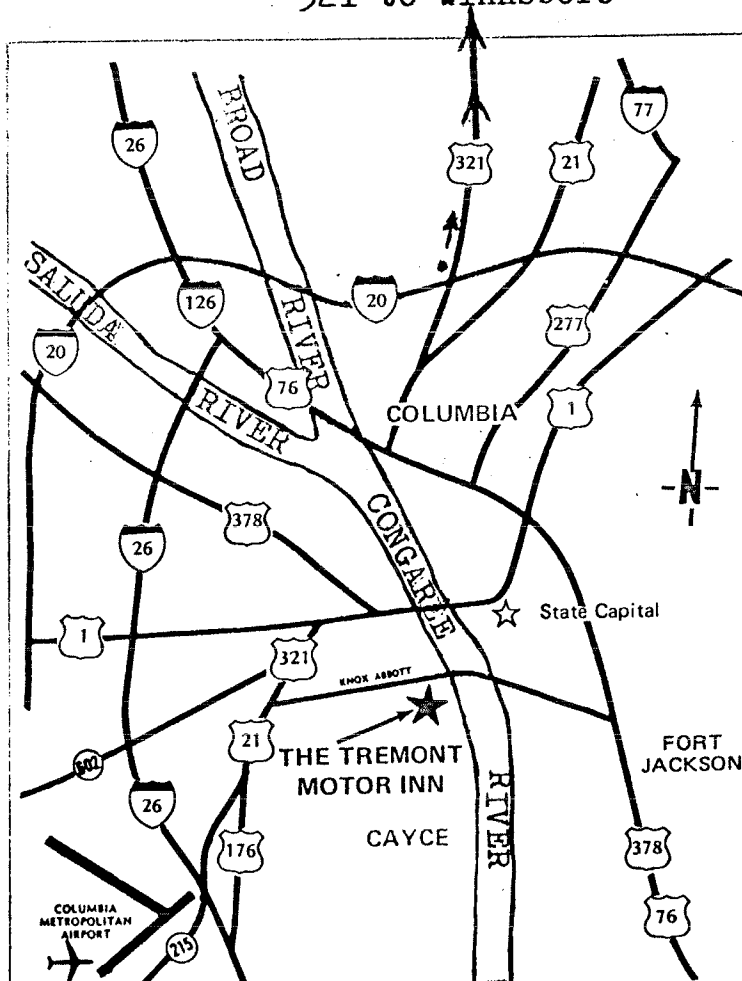 321 to Winnsboro
77
26
BROAD
321
21
SALUDA
126
RIVER
20
277
20
76
1
COLUMBIA
RIVER
N
378
CONGAREE
26
State Capital
1
321
KNOX ABBOTT
21
THE TREMONT
MOTOR INN
FORT
JACKSON
602
26
RIVER
176
CAYCE
378
COLUMBIA
METROPOLITAN
AIRPORT
76
215